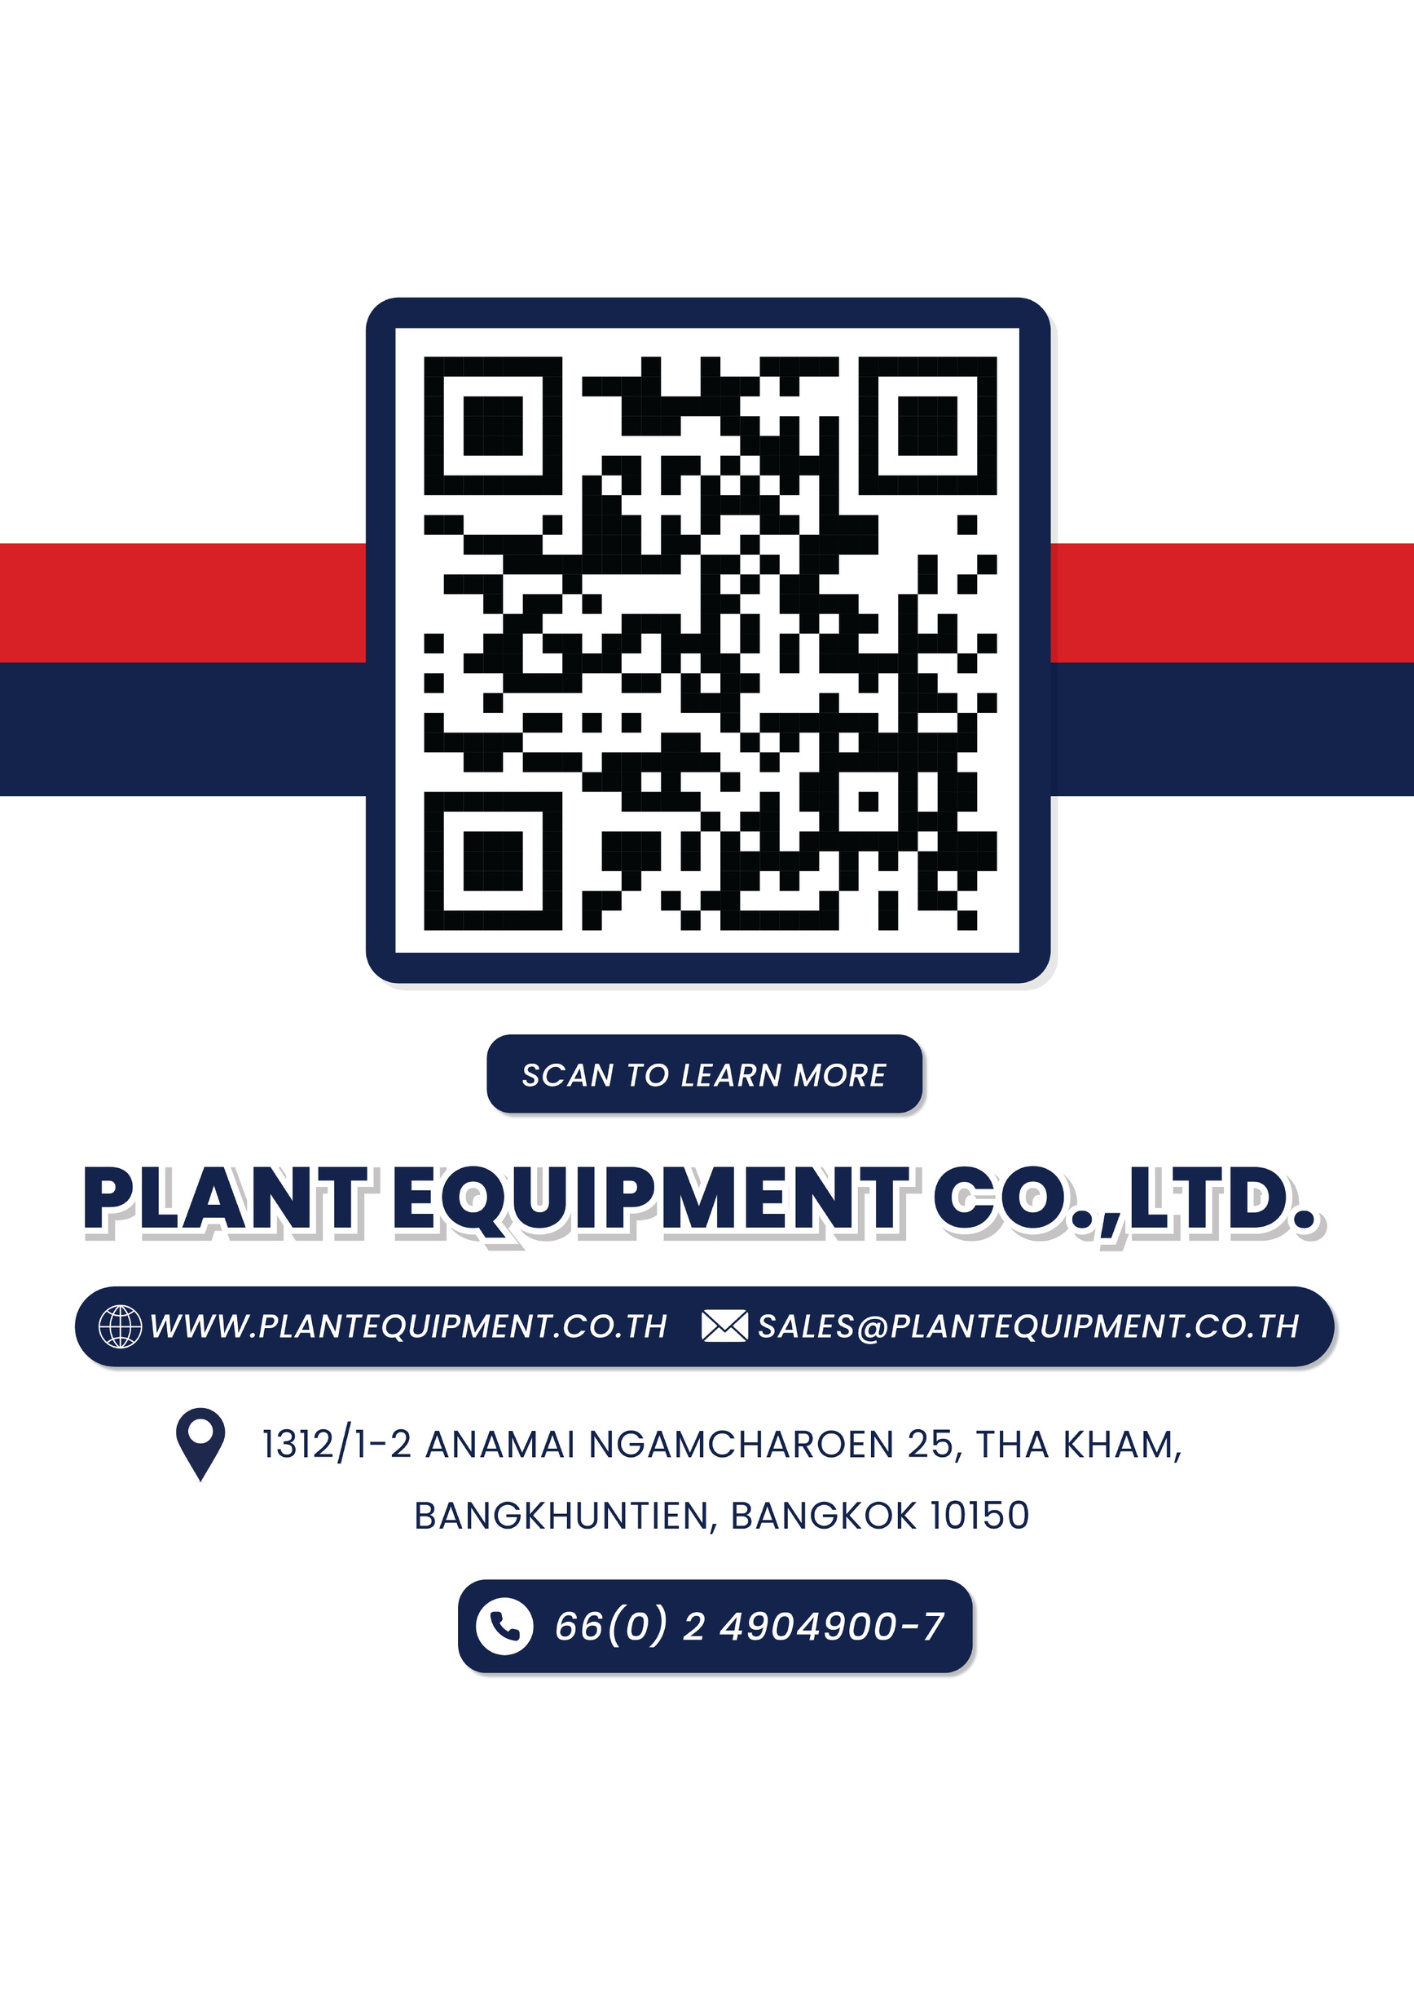 SCAN TO LEARN MORE
PLANT EQUIPMENT CO.,LTD.
WWW.PLANTEQUIPMENT.CO.TH SALES@PLANTEQUIPMENT.CO.TH
1312/1-2 ANAMAI NGAMCHAROEN 25, THA KHAM,
BANGKHUNTIEN, BANGKOK 10150
66(0) 2 4904900-7